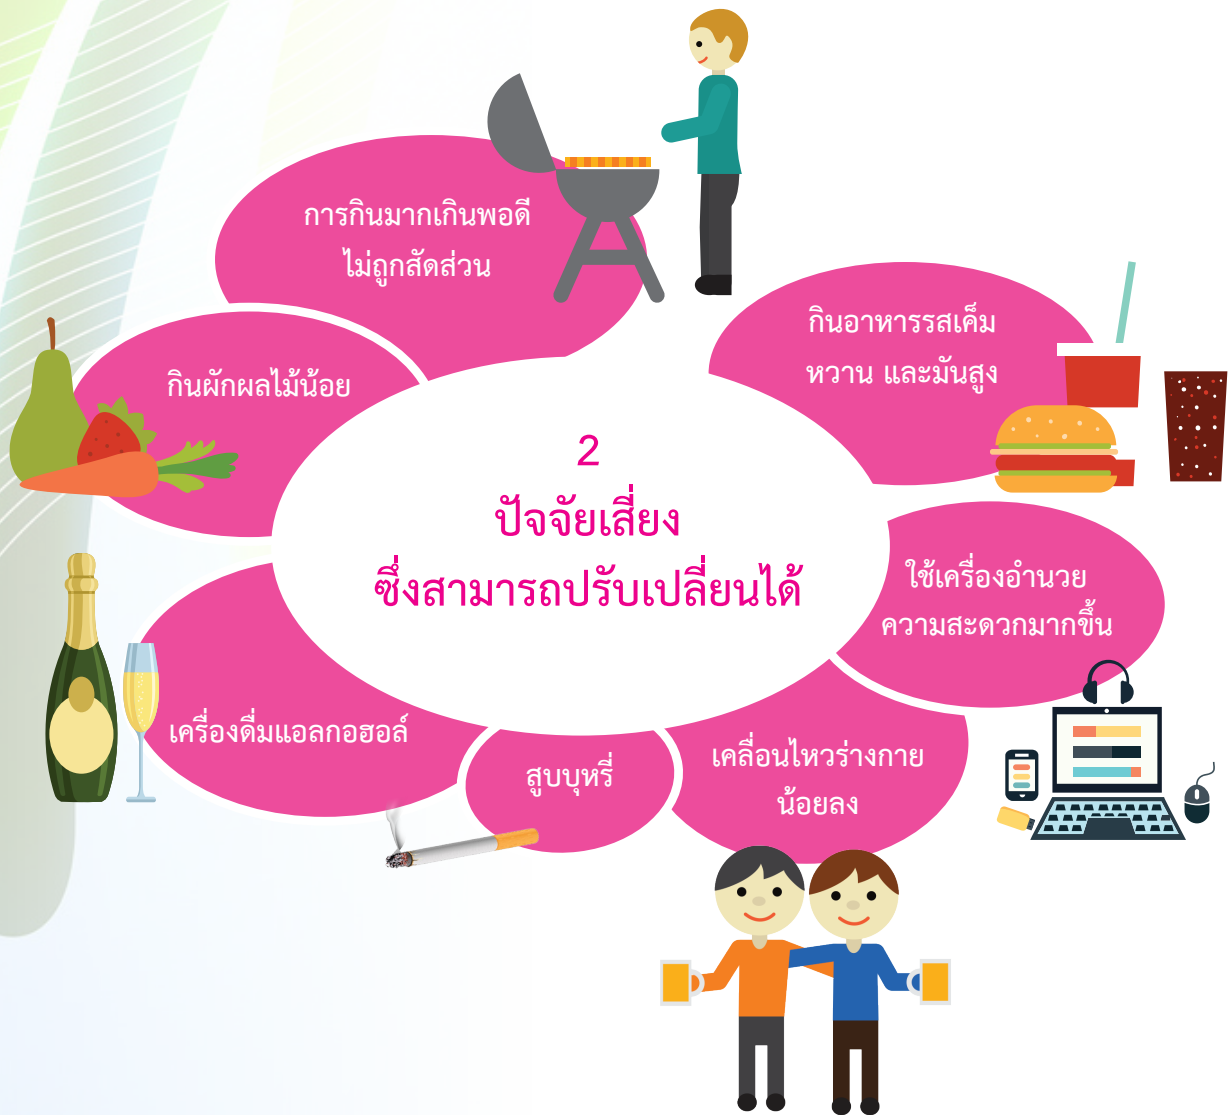 การกินมากเกินพอดี
ไม่ถูกสัดส่วน
กินอาหารรสเค็ม
หวาน และมันสูง
กินผักผลไม้น้อย
2
ปัจจัยเสี่ยง
ซึ่งสามารถปรับเปลี่ยนได้
ใช้เครื่องอำนวย
ความสะดวกมากขึ้น
เครื่องดื่มแอลกอฮอล์
สูบบุหรี่
เคลื่อนไหวร่างกาย
น้อยลง